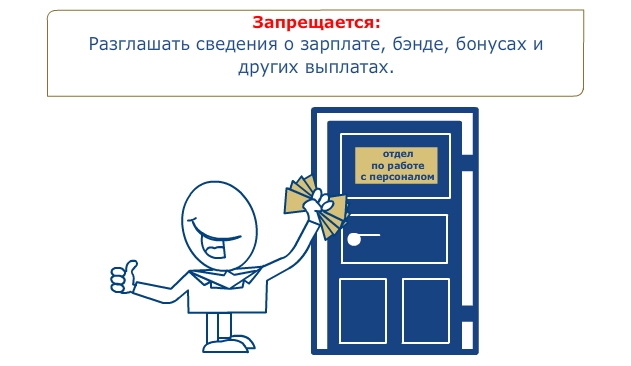 Запрещается:
Разглашать сведения о зарплате, бэнде, бонусах и
других выплатах.
отдел
по работе
с персоналом